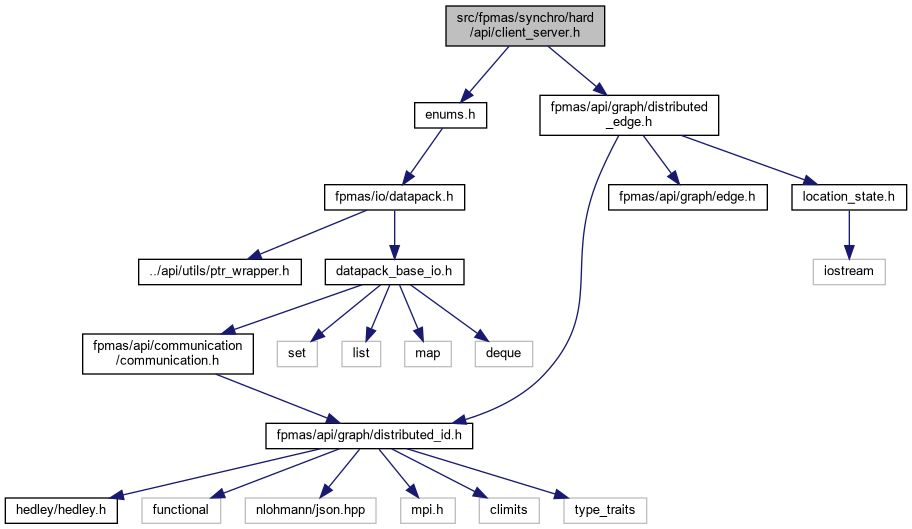 src/fpmas/synchro/hard
/api/client_server.h
enums.h
fpmas/api/graph/distributed
_edge.h
fpmas/io/datapack.h
fpmas/api/graph/edge.h
location_state.h
../api/utils/ptr_wrapper.h
datapack_base_io.h
iostream
fpmas/api/communication
/communication.h
set
list
map
deque
fpmas/api/graph/distributed_id.h
hedley/hedley.h
functional
nlohmann/json.hpp
mpi.h
climits
type_traits